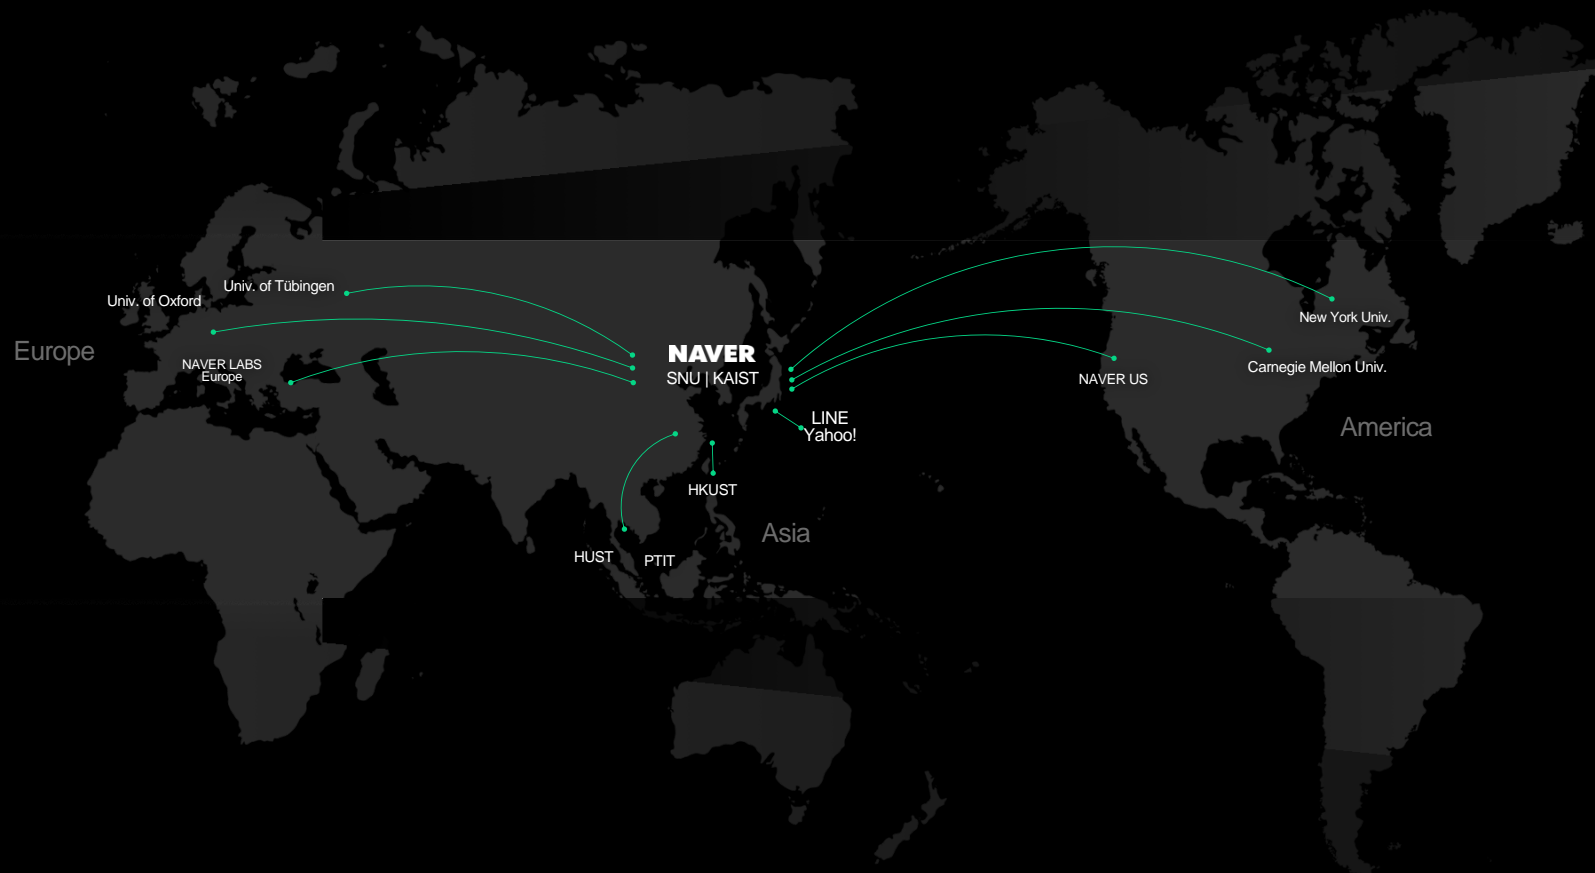 Univ. of Tübingen
Univ. of Oxford
Europe
NAVER LABS
Europe
NAVER
SNU | KAIST
LINE
Yahoo!
HKUST
Asia
HUST
PTIT
New York Univ.
Carnegie Mellon Univ.
NAVER US
America